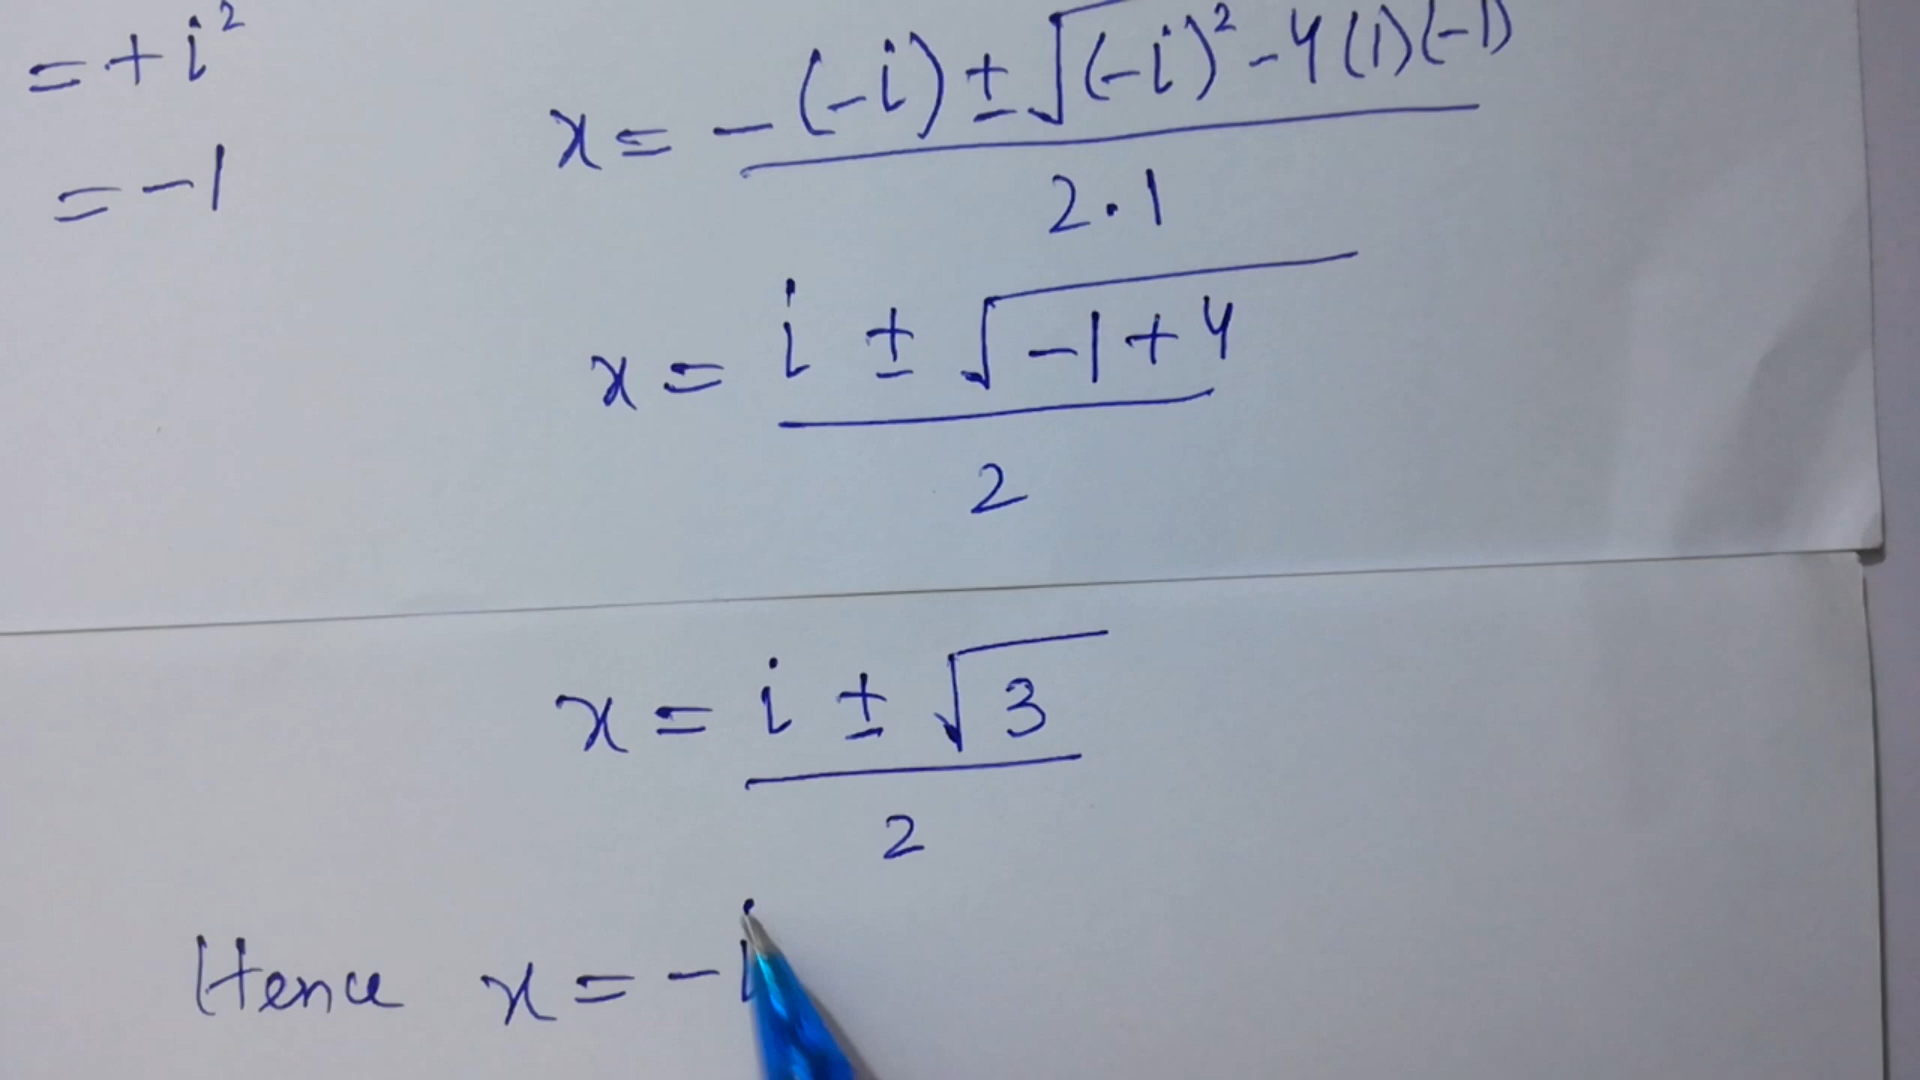 = + i²
= -1
x = -(-i) ± √(-i)² - 4(1)(-1)
2·1
x = i ± √-1+4
2
x = i ± √3
2
Hence x = -i